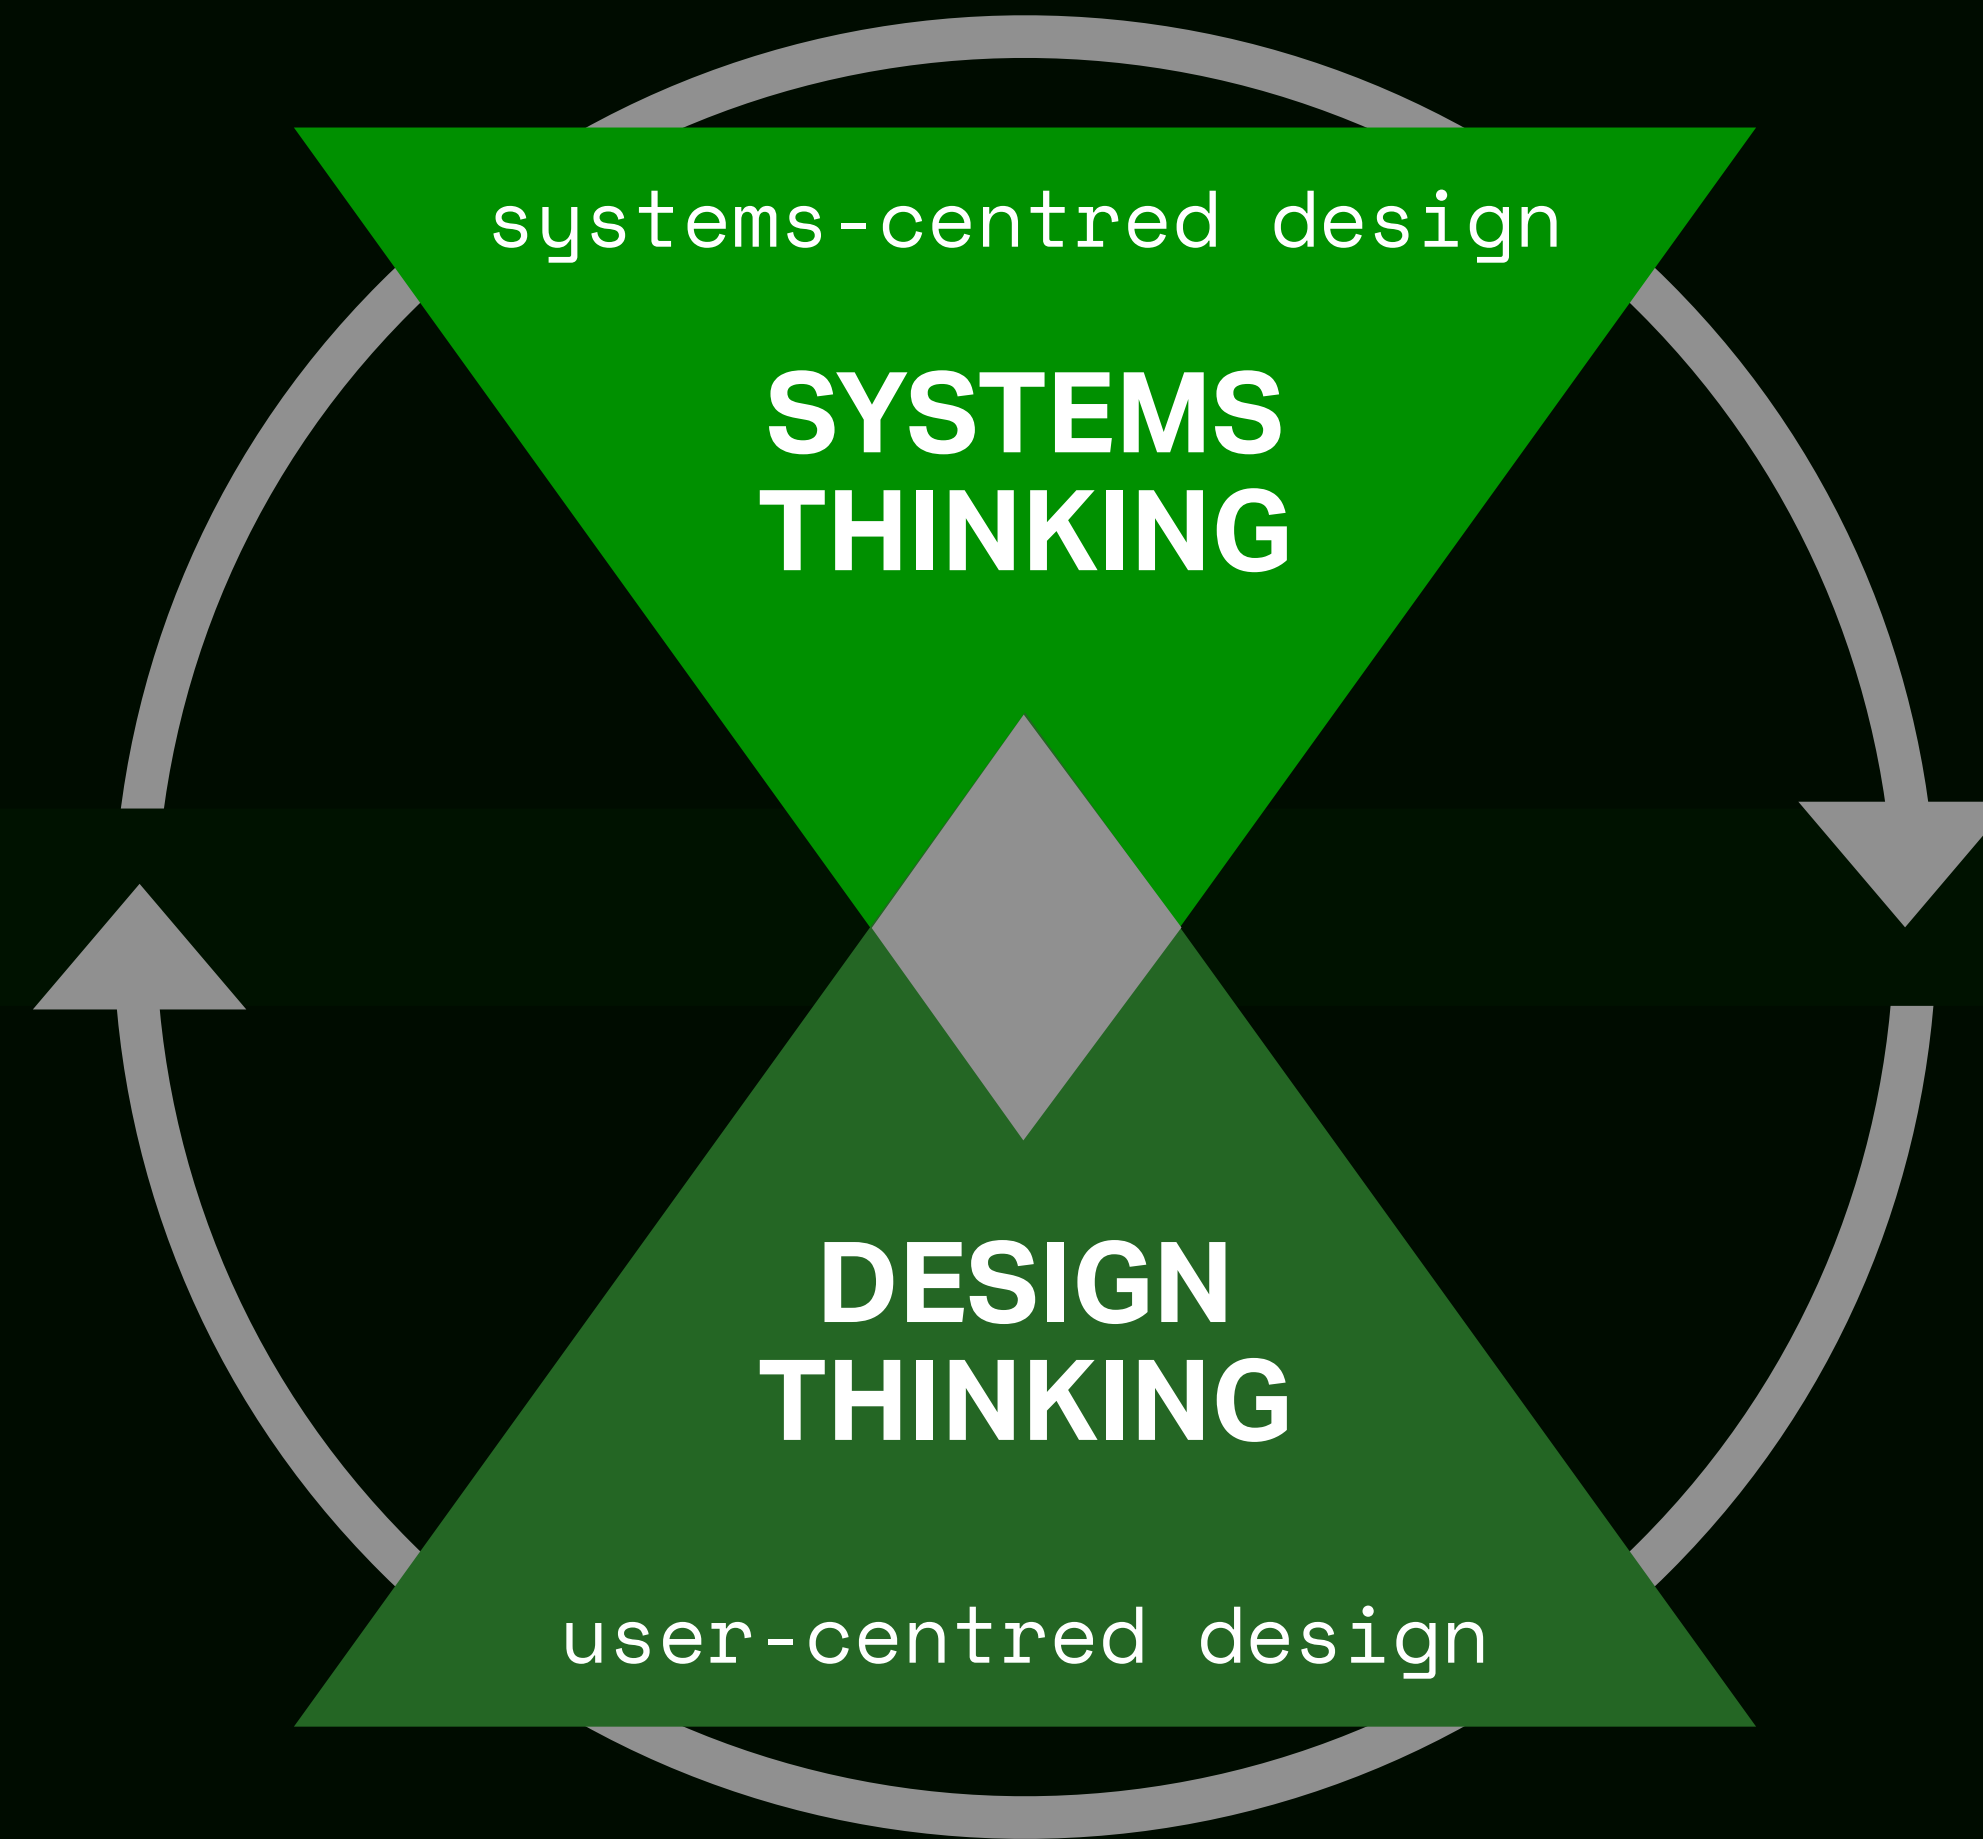 systems-centred design
SYSTEMS
THINKING
DESIGN
THINKING
user-centred design